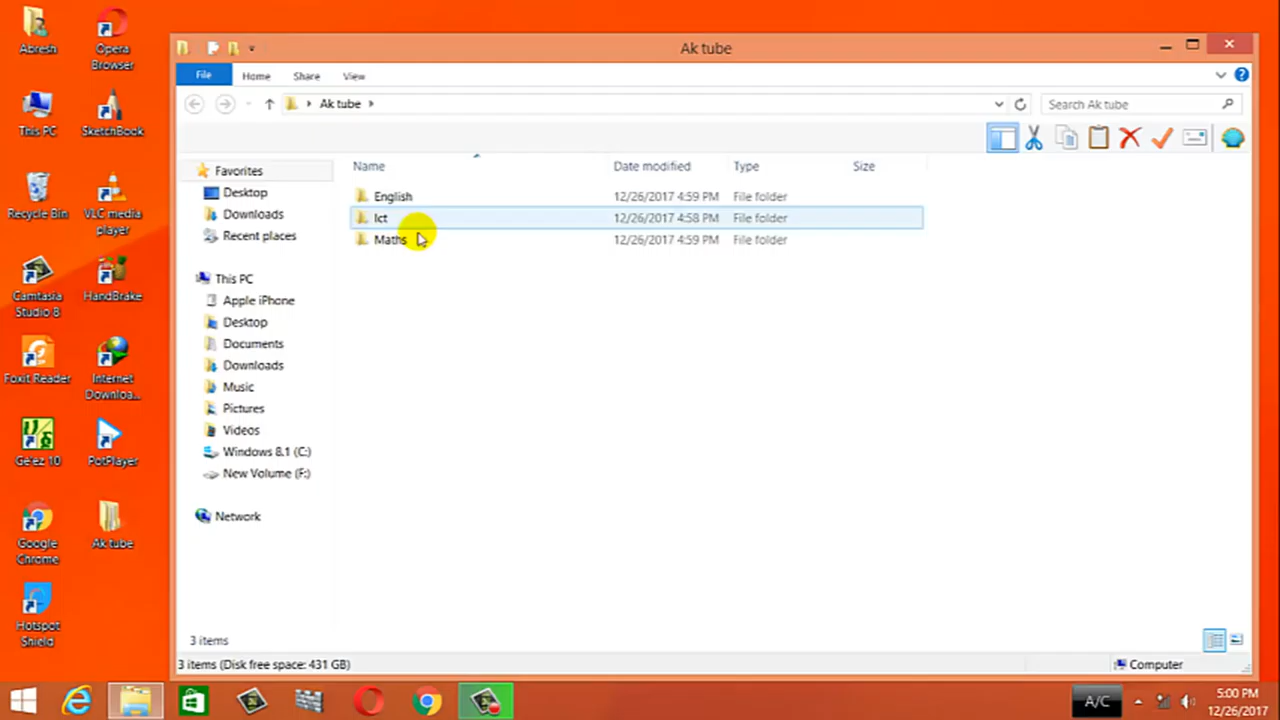 Abresh
Opera
Browser
This PC
SketchBook
Recycle Bin
VLC media
player
Camtasia
Studio 8
HandBrake
Foxit Reader
Internet
Downloa...
Ge'ez 10
PotPlayer
Google
Chrome
Ak tube
Hotspot
Shield
Ak tube
File Home Share View
Ak tube
Search Ak tube
Name Date modified Type Size
English 12/26/2017 4:59 PM File folder
Ict 12/26/2017 4:58 PM File folder
Maths 12/26/2017 4:59 PM File folder
Favorites
Desktop
Downloads
Recent places
This PC
Apple iPhone
Desktop
Documents
Downloads
Music
Pictures
Videos
Windows 8.1 (C:)
New Volume (F:)
Network
3 items
3 items (Disk free space: 431 GB)
Computer
A/C
5:00 PM
12/26/2017